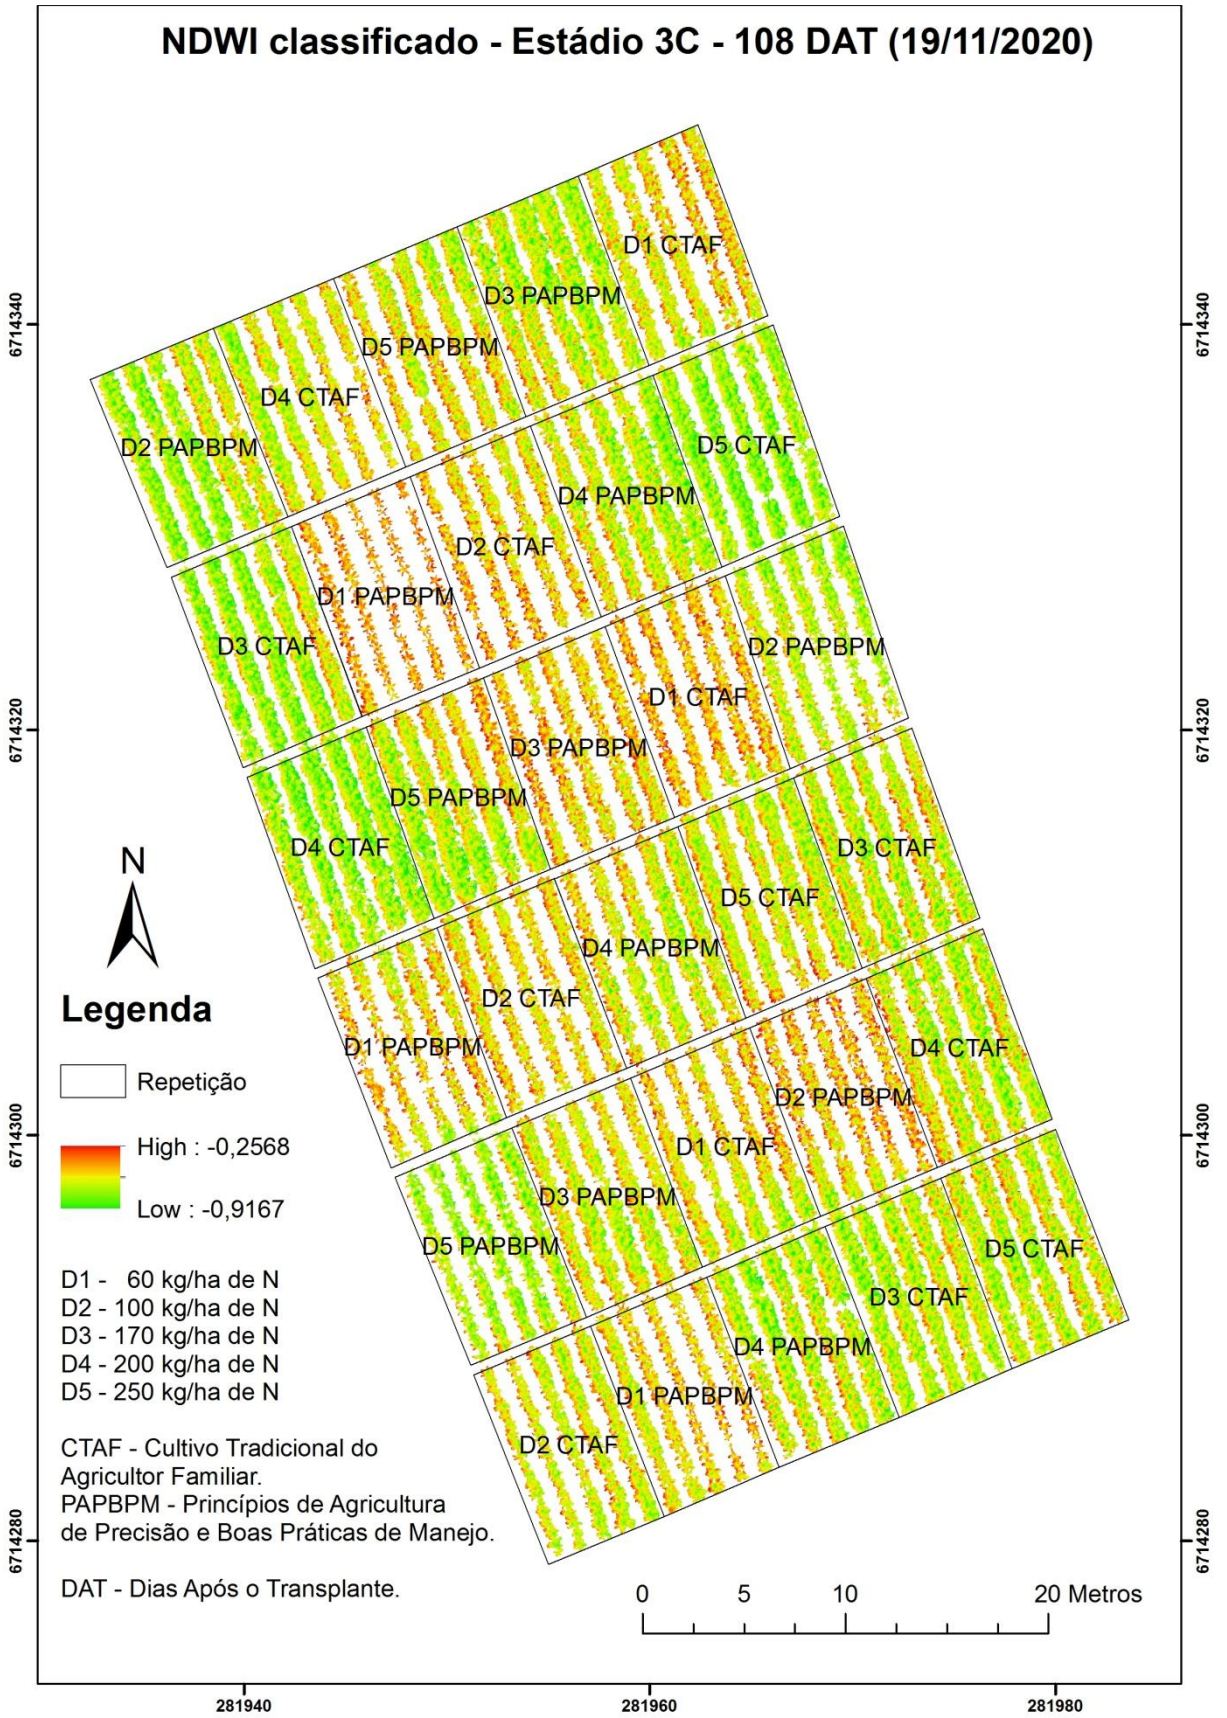 NDWI classificado - Estádio 3C - 108 DAT (19/11/2020)
D1 CTAF
D3 PAPBPM
D5 PAPBPM
D4 CTAF
D2 PAPBPM
D5 CTAF
D4 PAPBPM
D2 CTAF
D1 PAPBPM
D3 CTAF
D2 PAPBPM
D1 CTAF
D3 PAPBPM
D5 PAPBPM
D4 CTAF
D3 CTAF
D5 CTAF
D4 PAPBPM
D2 CTAF
D1 PAPBPM
D4 CTAF
D2 PAPBPM
D1 CTAF
D3 PAPBPM
D5 PAPBPM
D5 CTAF
D3 CTAF
D4 PAPBPM
D1 PAPBPM
D2 CTAF
6714340
6714320
6714300
6714280
6714340
6714320
6714300
6714280
N
Legenda
Repetição
High : -0,2568
Low : -0,9167
D1 - 60 kg/ha de N
D2 - 100 kg/ha de N
D3 - 170 kg/ha de N
D4 - 200 kg/ha de N
D5 - 250 kg/ha de N
CTAF - Cultivo Tradicional do
Agricultor Familiar.
PAPBPM - Princípios de Agricultura
de Precisão e Boas Práticas de Manejo.
DAT - Dias Após o Transplante.
0 5 10 20 Metros
281940 281960 281980